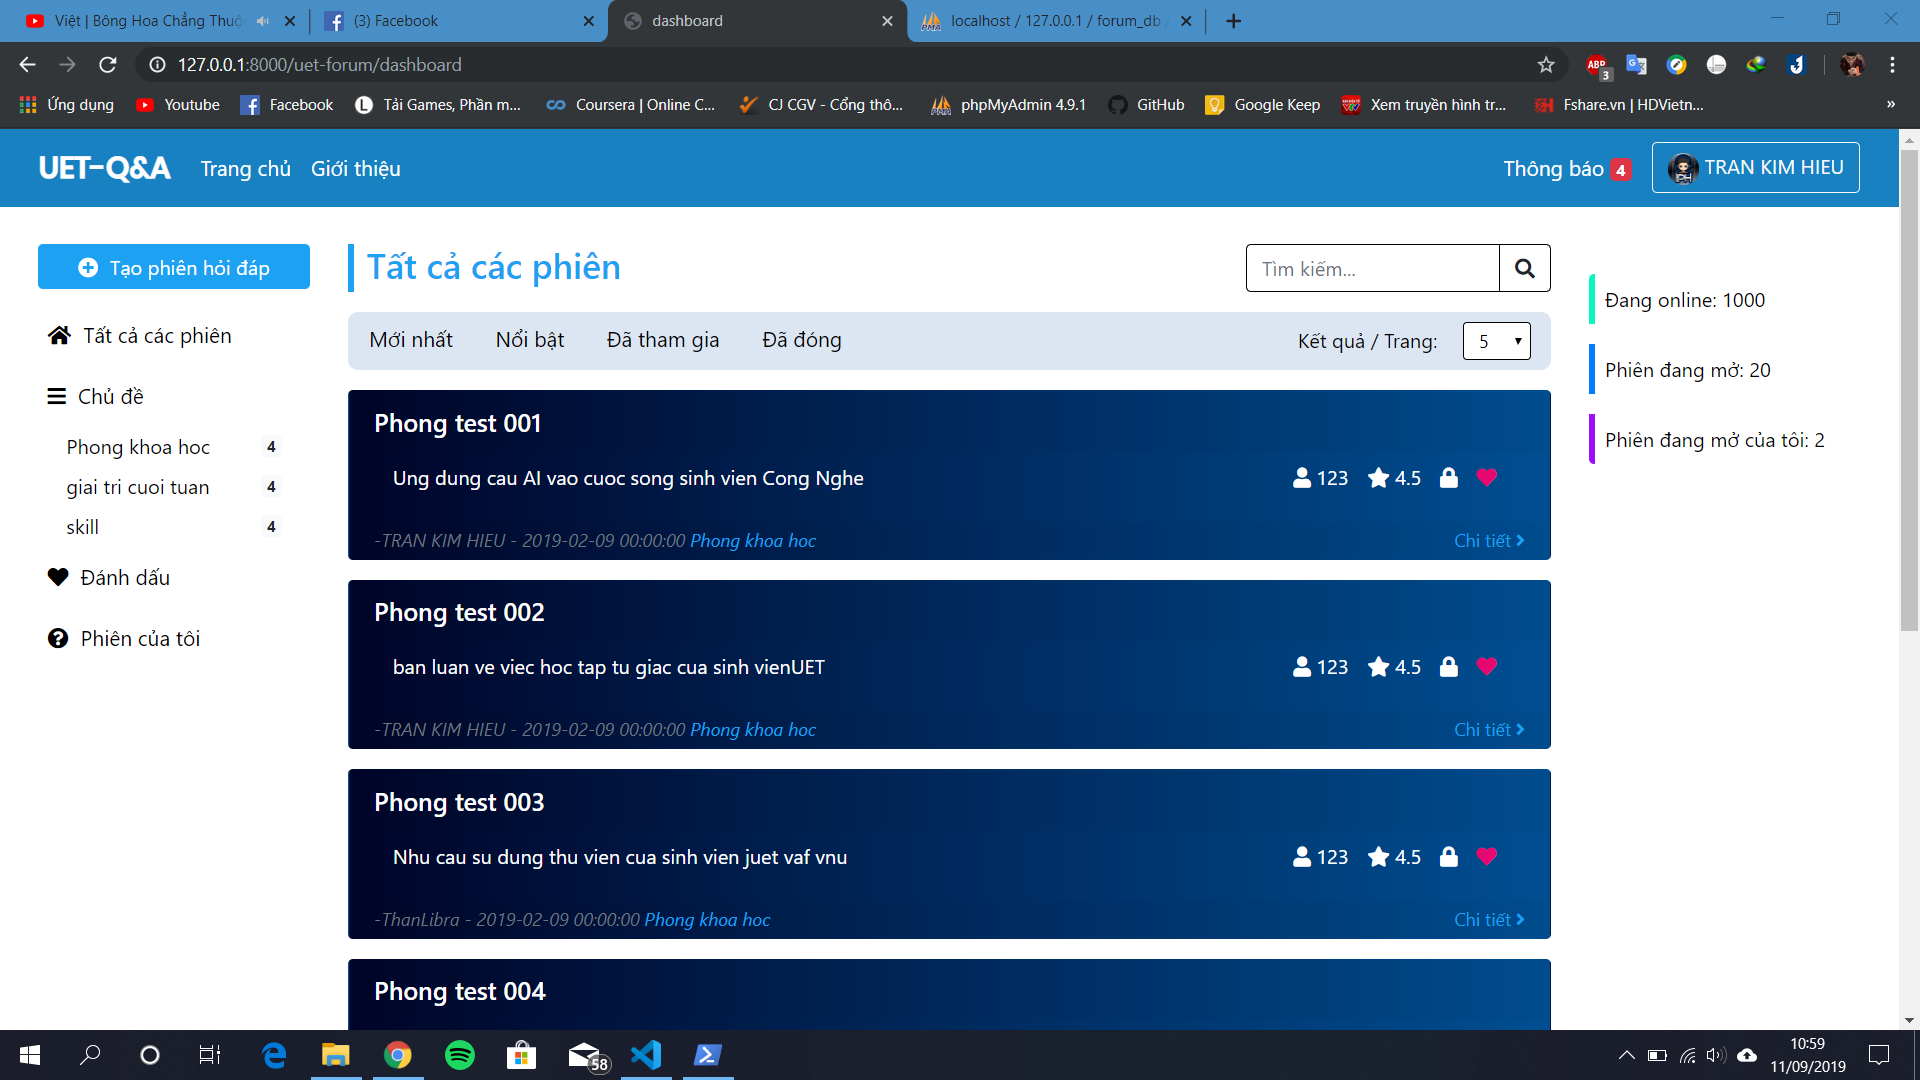 Việt | Bông Hoa Chẳng Thuộ
(3) Facebook
dashboard
localhost / 127.0.0.1 / forum_db /
127.0.0.1:8000/uet-forum/dashboard
ABP
3
Ứng dụng
Youtube
Facebook
Tải Games, Phần m...
Coursera | Online C...
CJ CGV - Cổng thô...
phpMyAdmin 4.9.1
GitHub
Google Keep
Xem truyền hình tr...
Fshare.vn | HDVietn...
»
UET-Q&A
Trang chủ
Giới thiệu
Thông báo 4
TRAN KIM HIEU
Tạo phiên hỏi đáp
Tất cả các phiên
Chủ đề
Phong khoa hoc 4
giai tri cuoi tuan 4
skill 4
Đánh dấu
Phiên của tôi
Tất cả các phiên
Tìm kiếm...
Mới nhất
Nổi bật
Đã tham gia
Đã đóng
Kết quả / Trang: 5
Phong test 001
Ung dung cau AI vao cuoc song sinh vien Cong Nghe
123 4.5
-TRAN KIM HIEU - 2019-02-09 00:00:00 Phong khoa hoc
Chi tiết
Phong test 002
ban luan ve viec hoc tap tu giac cua sinh vienUET
123 4.5
-TRAN KIM HIEU - 2019-02-09 00:00:00 Phong khoa hoc
Chi tiết
Phong test 003
Nhu cau su dung thu vien cua sinh vien juet vaf vnu
123 4.5
-ThanLibra - 2019-02-09 00:00:00 Phong khoa hoc
Chi tiết
Phong test 004
Đang online: 1000
Phiên đang mở: 20
Phiên đang mở của tôi: 2
58
10:59
11/09/2019